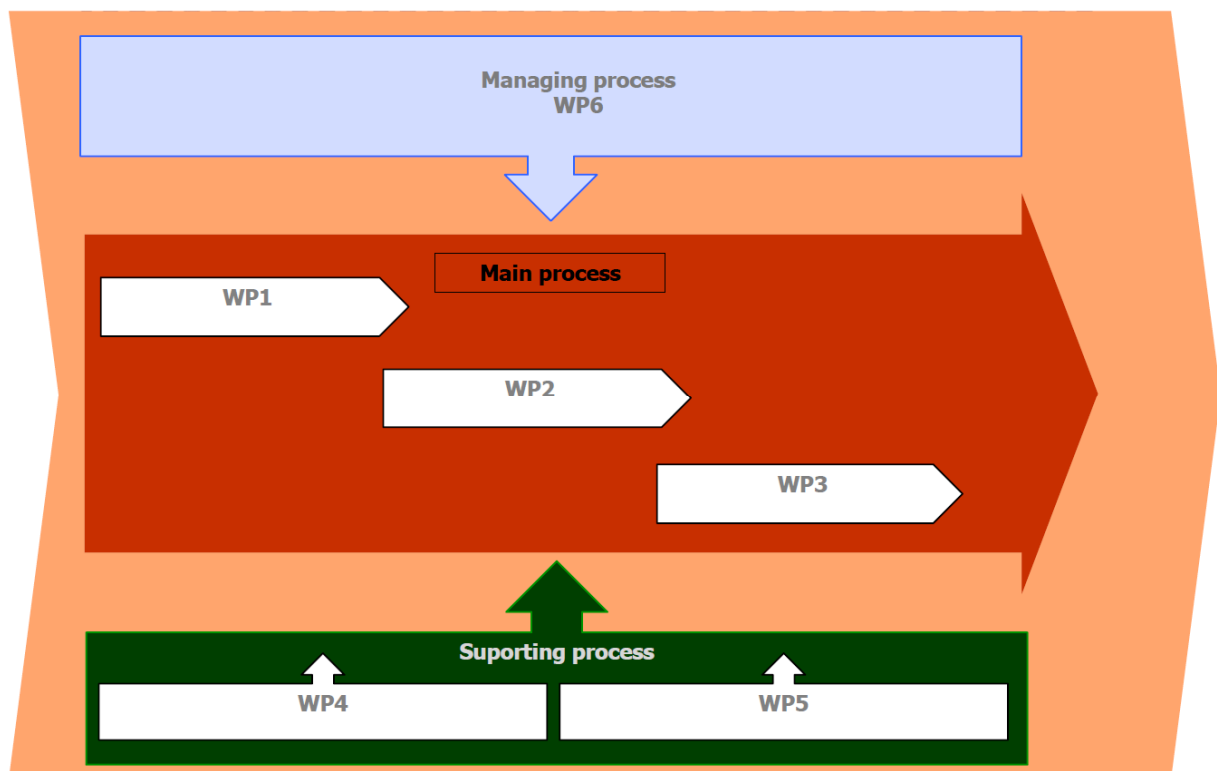 Managing process
WP6
Main process
WP1
WP2
WP3
Suporting process
WP4
WP5